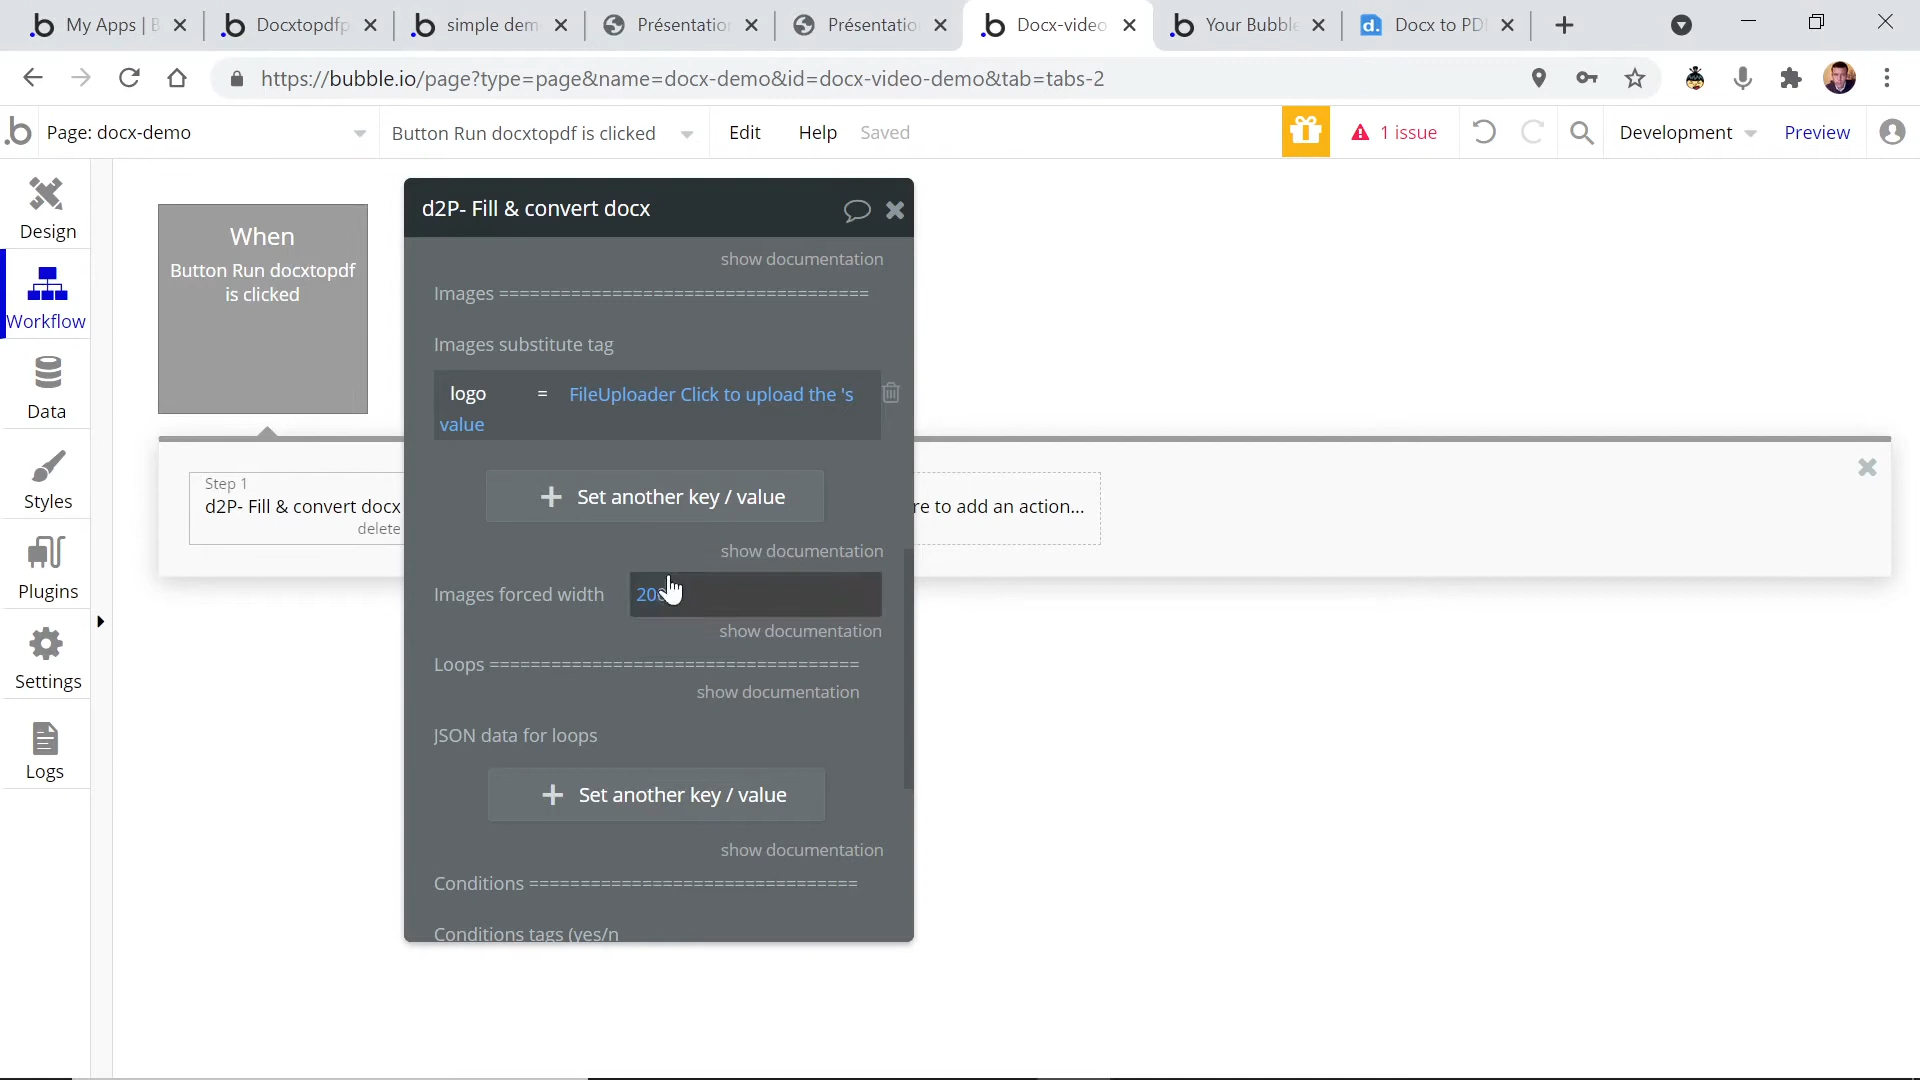 My Apps | B
Docxtopdfp
simple dem
Présentatio
Présentatio
Docx-video
Your Bubble
Docx to PD
https://bubble.io/page?type=page&name=docx-demo&id=docx-video-demo&tab=tabs-2
Page: docx-demo
Button Run docxtopdf is clicked
Edit
Help
Saved
1 issue
Development
Preview
Design
Workflow
Data
Styles
Plugins
Settings
Logs
When
Button Run docxtopdf
is clicked
Step 1
d2P- Fill & convert docx
delete
re to add an action...
d2P- Fill & convert docx
show documentation
Images ====================================
Images substitute tag
logo = FileUploader Click to upload the 's
value
Set another key / value
show documentation
Images forced width
show documentation
Loops ====================================
show documentation
JSON data for loops
Set another key / value
show documentation
Conditions ================================
Conditions tags (yes/n